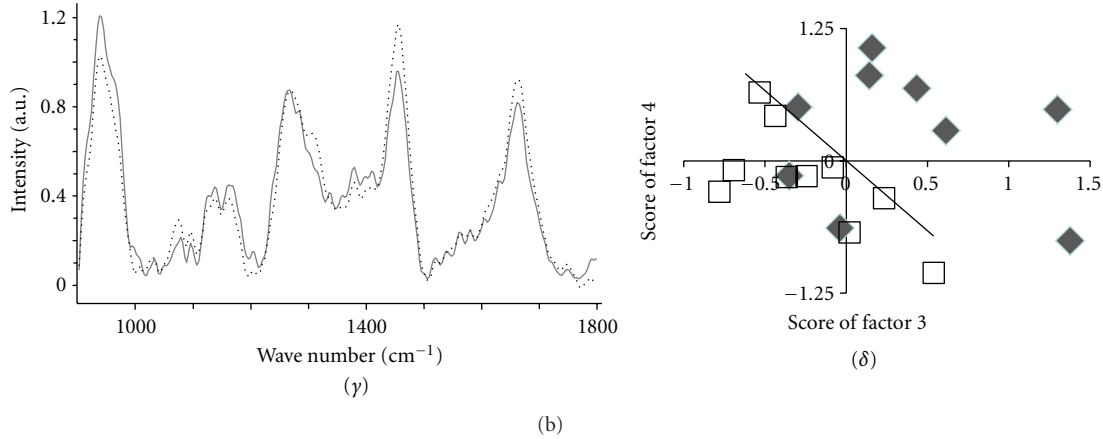 1.2
0.8
0.4
0
Intensity (a.u.)
1000
1400
1800
Wave number (cm−1)
(γ)
1.25
0
−1
−0.5
0
0.5
1
1.5
−1.25
Score of factor 4
Score of factor 3
(δ)
(b)